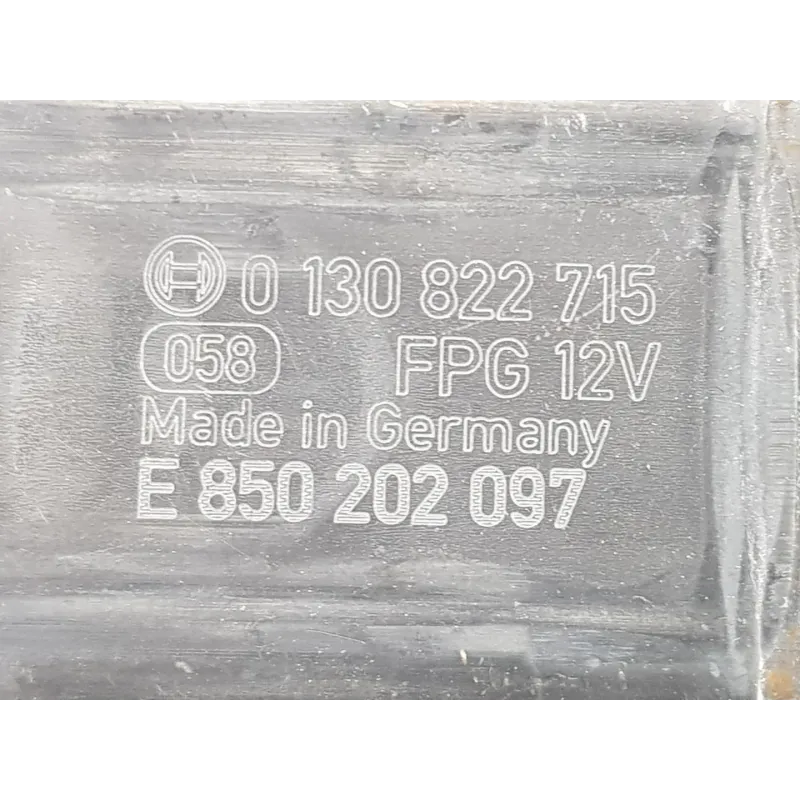 0 130 822 715
058 FPG 12V
Made in Germany
E 850 202 097